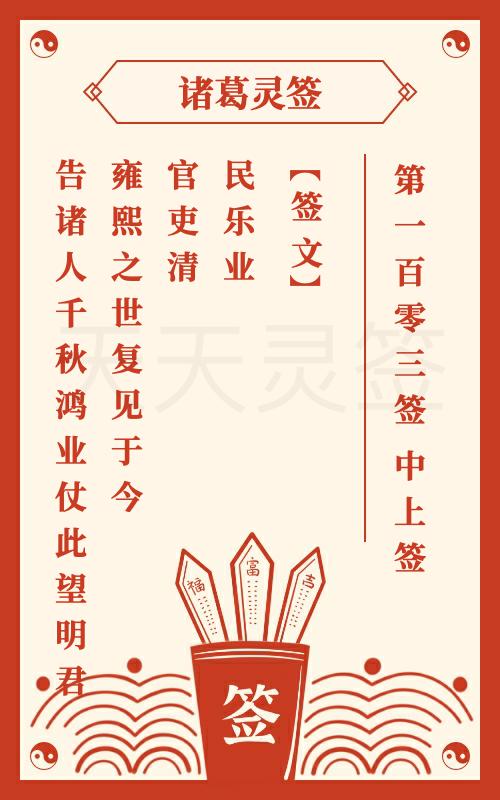 诸葛灵签
第一百零三签 中上签
【签文】
民乐业
官吏清
雍熙之世复见于今
告诸人千秋鸿业仗此望明君
天天灵签
福
富
吉
签